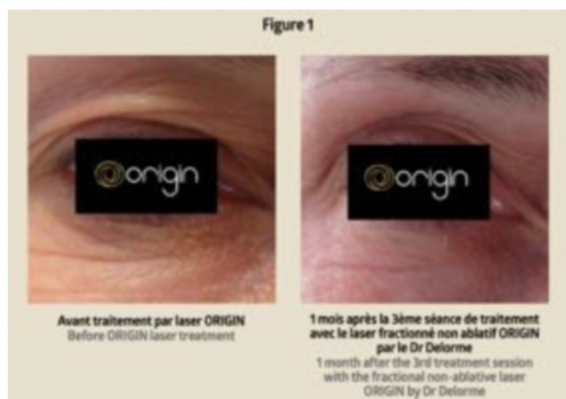 Figure 1
origin
origin
Avant traitement par laser ORIGIN
Before ORIGIN laser treatment
1 mois après la 3ème séance de traitement
avec le laser fractionné non ablatif ORIGIN
par le Dr Delorme
1 month after the 3rd treatment session
with the fractional non-ablative laser
ORIGIN by Dr Delorme